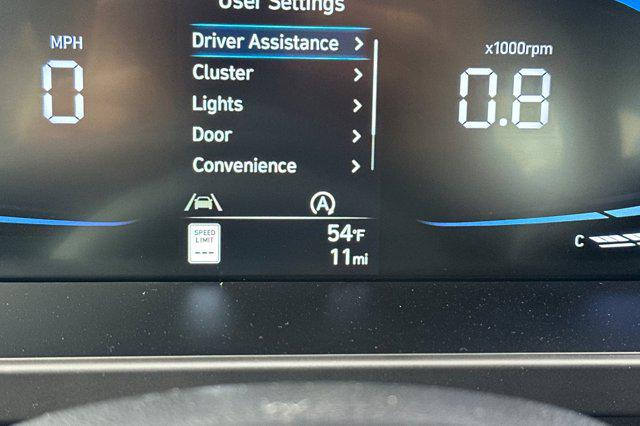 User Settings
MPH
0
Driver Assistance
Cluster
Lights
Door
Convenience
x1000rpm
0.8
A
SPEED
LIMIT
---
54°F
11mi
C